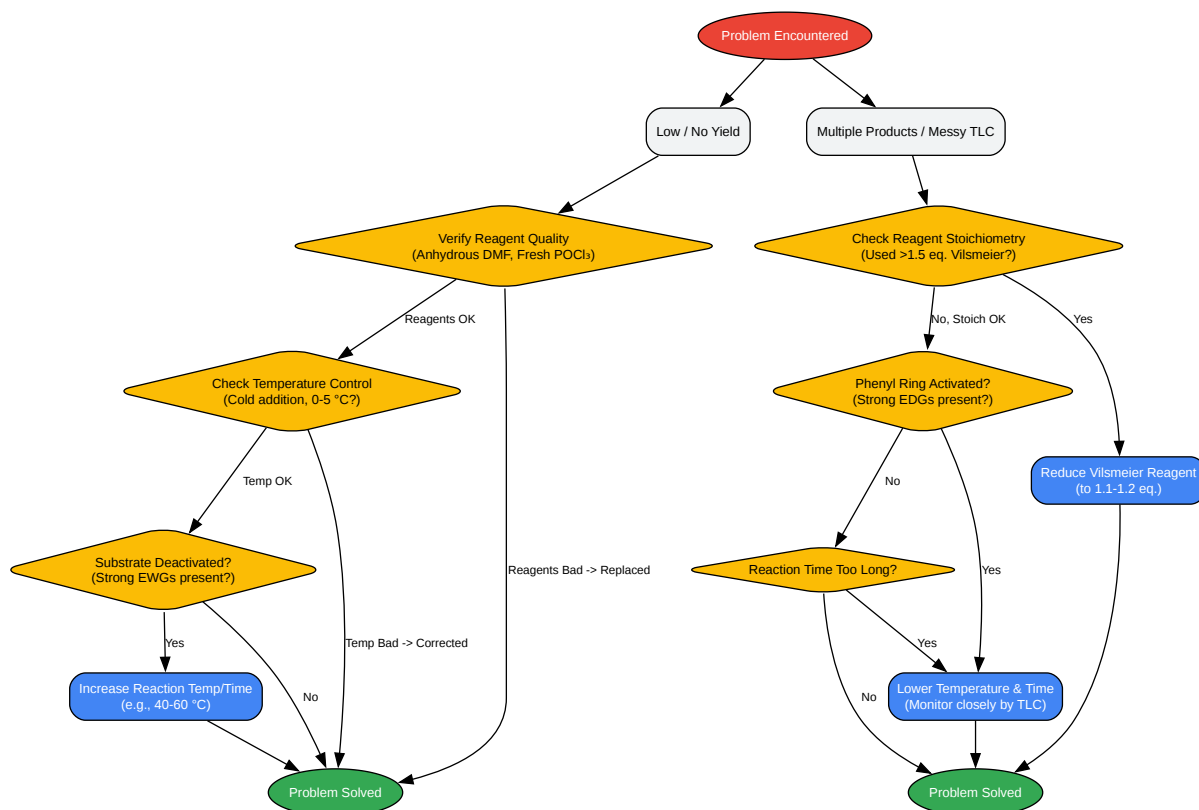 Problem Encountered
Low / No Yield
Multiple Products / Messy TLC
Verify Reagent Quality
(Anhydrous DMF, Fresh POCl₃)
Check Reagent Stoichiometry
(Used >1.5 eq. Vilsmeier?)
Reagents OK
No, Stoich OK
Yes
Check Temperature Control
(Cold addition, 0-5 °C?)
Phenyl Ring Activated?
(Strong EDGs present?)
Temp OK
No
Reduce Vilsmeier Reagent
(to 1.1-1.2 eq.)
Substrate Deactivated?
(Strong EWGs present?)
Reagents Bad -> Replaced
Reaction Time Too Long?
Yes
Yes
Temp Bad -> Corrected
Yes
Increase Reaction Temp/Time
(e.g., 40-60 °C)
No
No
Lower Temperature & Time
(Monitor closely by TLC)
Problem Solved
Problem Solved